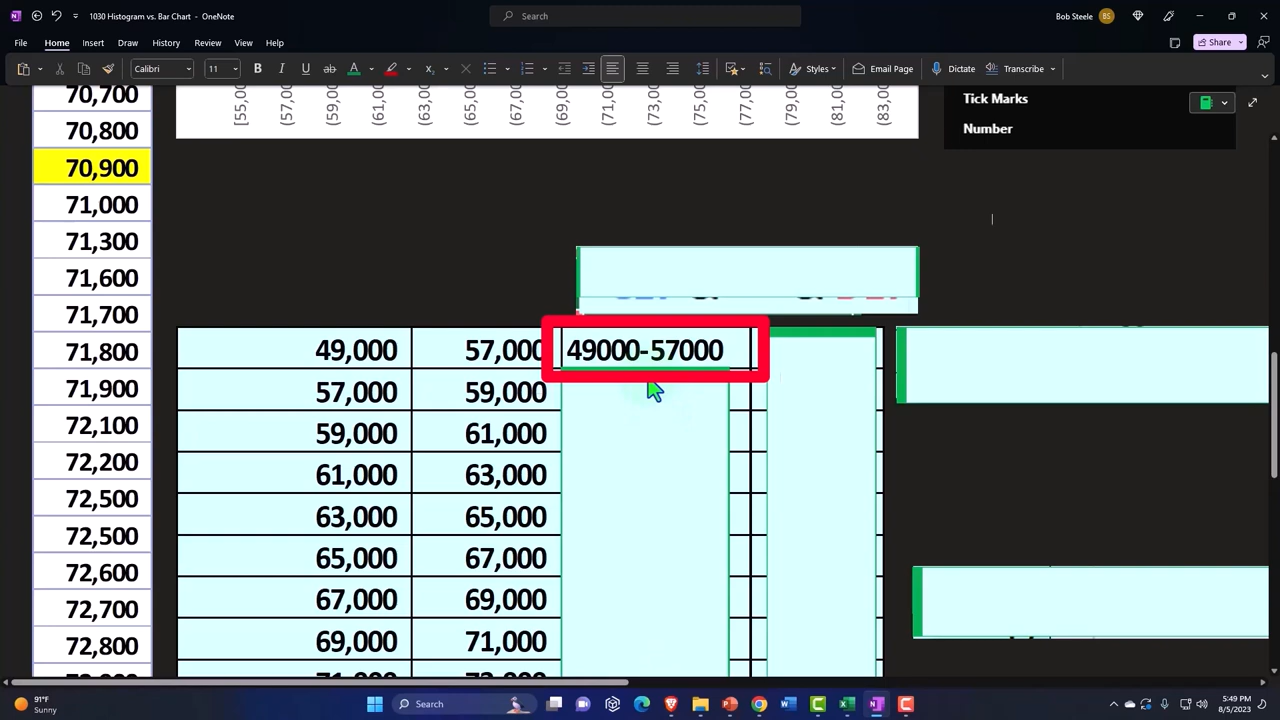 1030 Histogram vs. Bar Chart - OneNote
Search
Bob Steele
BS
File Home Insert Draw History Review View Help
Share
Calibri 11 B I U ab A Styles Email Page Dictate Transcribe
70,700
70,800
70,900
71,000
71,300
71,600
71,700
71,800
71,900
72,100
72,200
72,500
72,500
72,600
72,700
72,800
Tick Marks
Number
49,000 57,000 49000-57000
57,000 59,000
59,000 61,000
61,000 63,000
63,000 65,000
65,000 67,000
67,000 69,000
69,000 71,000
91°F
Sunny
Search
5:49 PM
8/5/2023